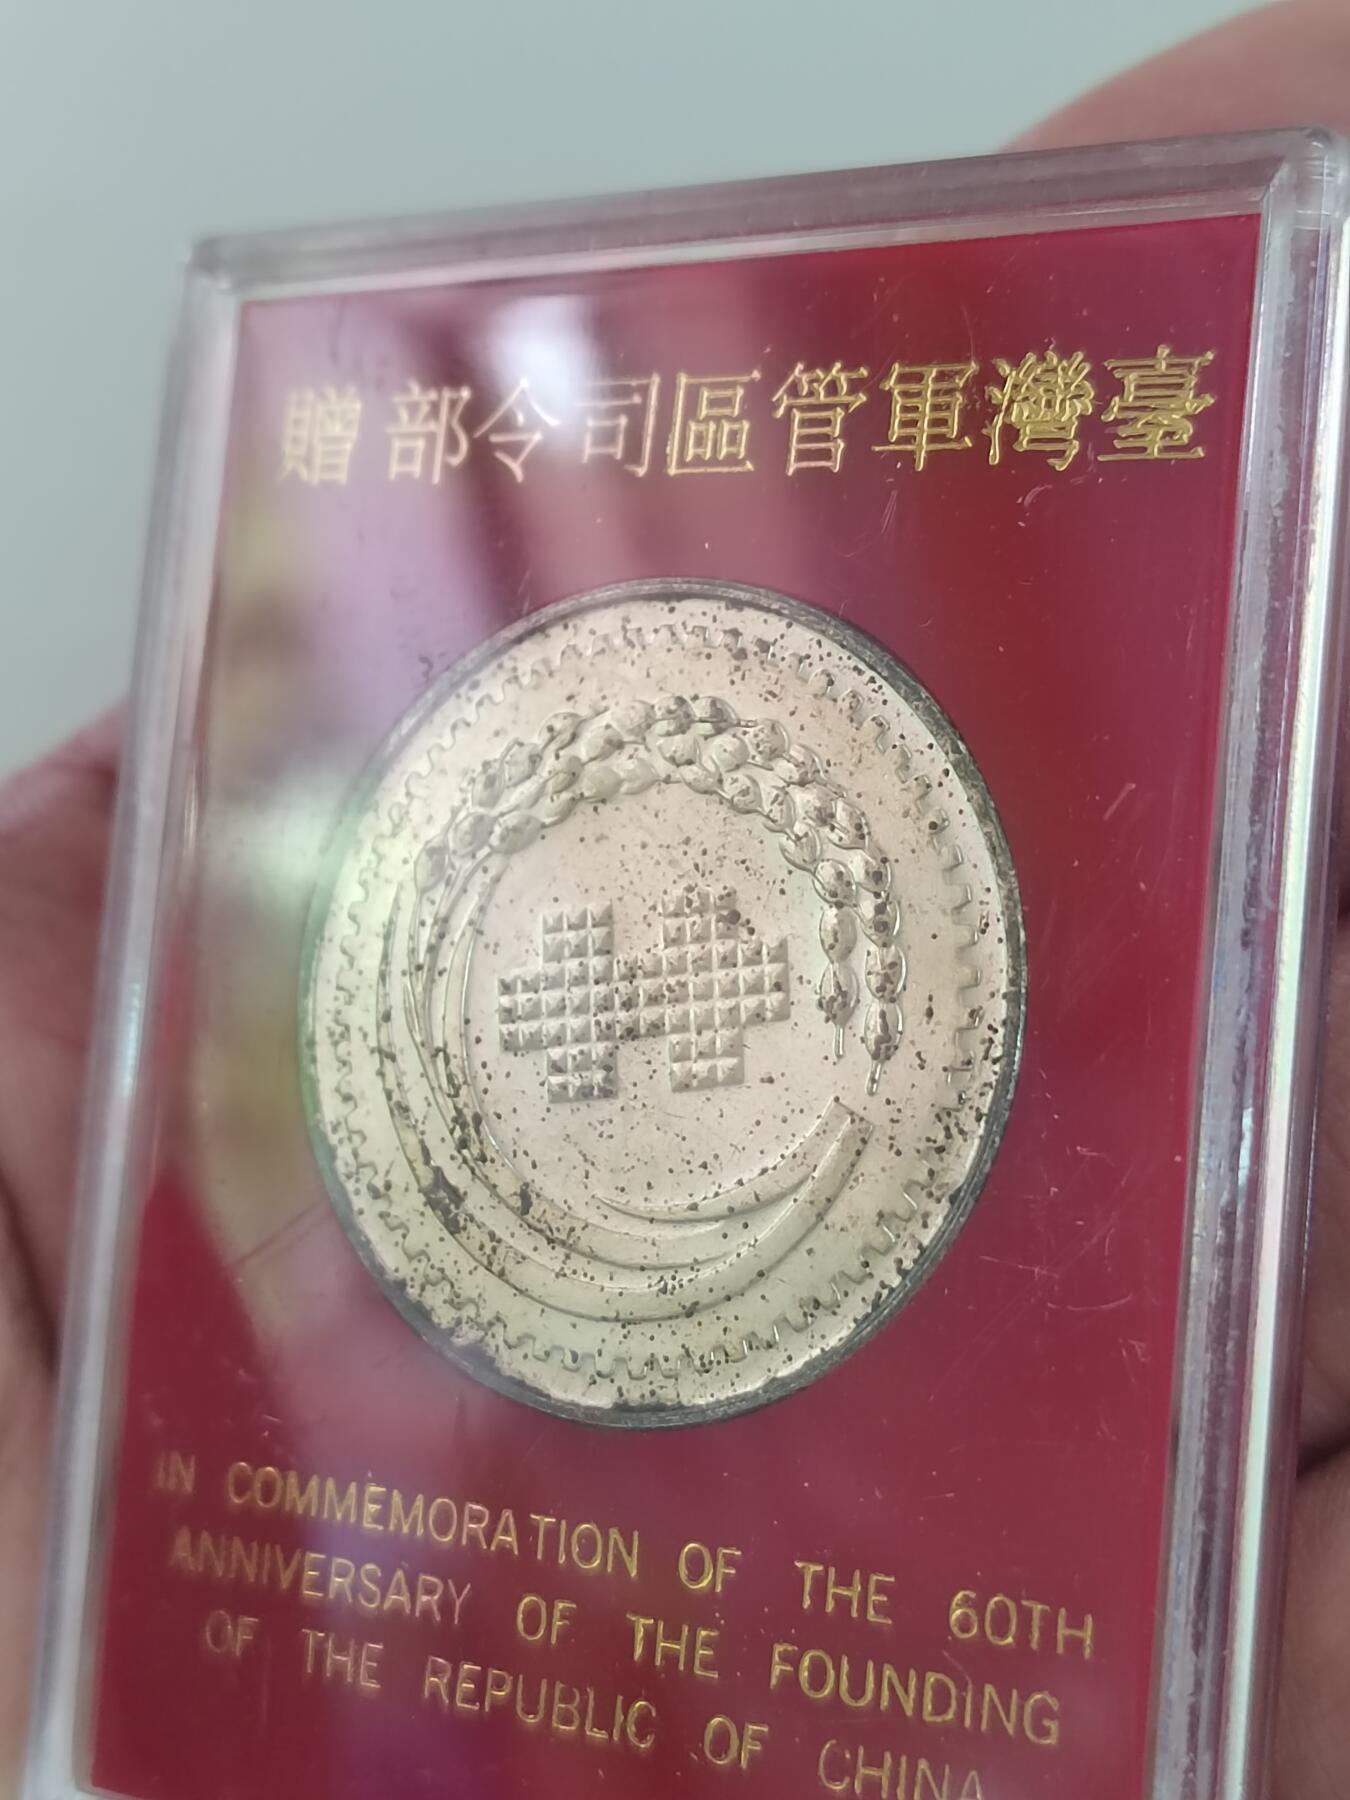 臺灣軍管區司令部 贈
IN COMMEMORATION OF THE 60TH
ANNIVERSARY OF THE FOUNDING
OF THE REPUBLIC OF CHINA